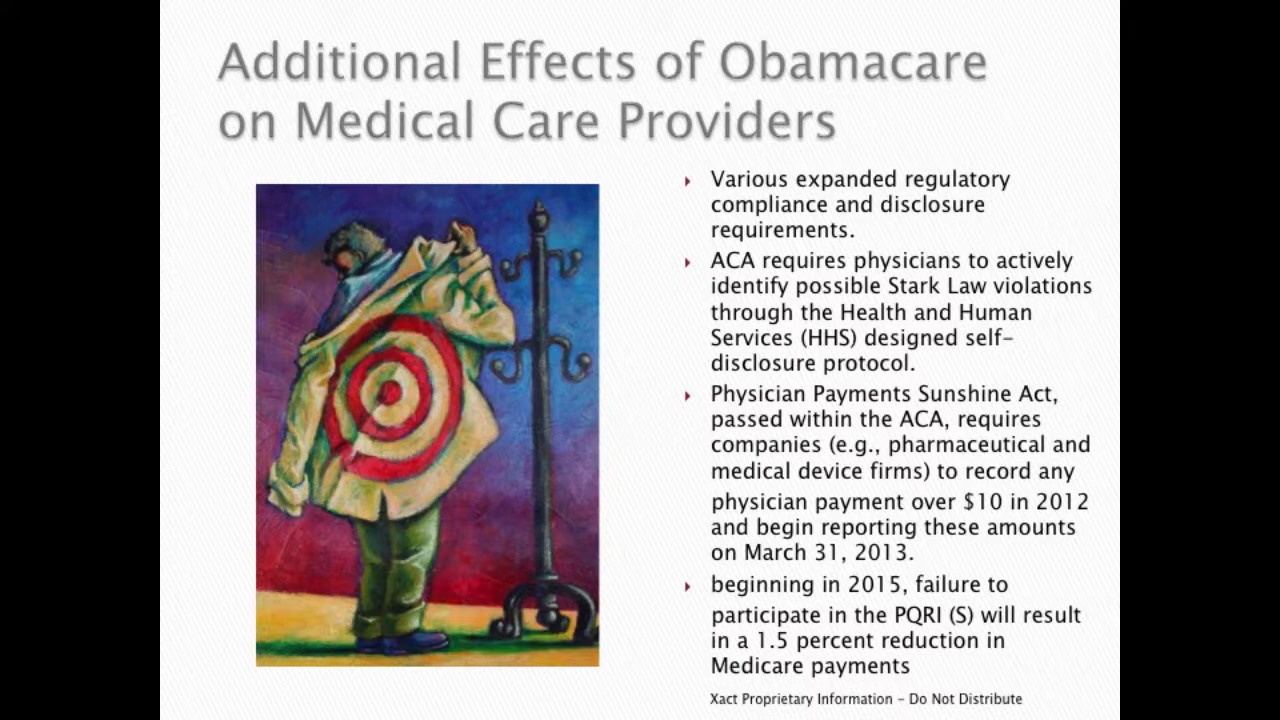 Additional Effects of Obamacare
on Medical Care Providers
Various expanded regulatory
compliance and disclosure
requirements.
ACA requires physicians to actively
identify possible Stark Law violations
through the Health and Human
Services (HHS) designed self-
disclosure protocol.
Physician Payments Sunshine Act,
passed within the ACA, requires
companies (e.g., pharmaceutical and
medical device firms) to record any
physician payment over $10 in 2012
and begin reporting these amounts
on March 31, 2013.
beginning in 2015, failure to
participate in the PQRI (S) will result
in a 1.5 percent reduction in
Medicare payments
Xact Proprietary Information - Do Not Distribute